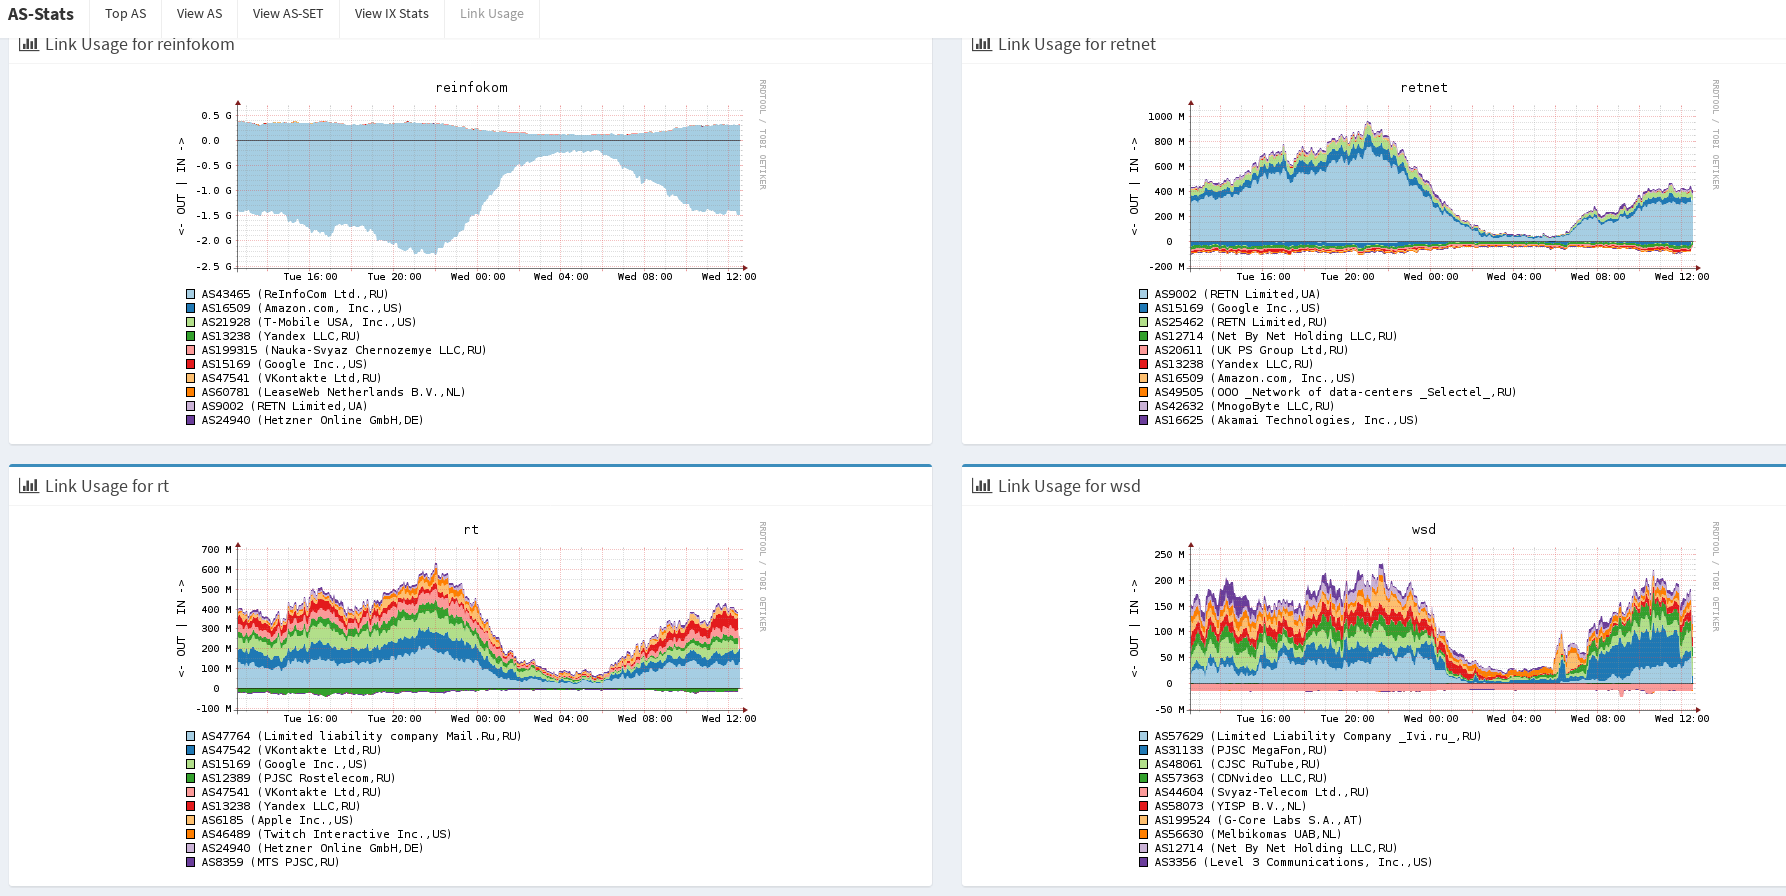 AS-Stats Top AS View AS View AS-SET View IX Stats Link Usage
Link Usage for reinfokom
reinfokom
RRDTOOL / TOBI OETIKER
<- OUT | IN ->
0.5 G
0.0
-0.5 G
-1.0 G
-1.5 G
-2.0 G
-2.5 G
Tue 16:00 Tue 20:00 Wed 00:00 Wed 04:00 Wed 08:00 Wed 12:00
AS43465 (ReInfoCom Ltd.,RU)
AS16509 (Amazon.com, Inc.,US)
AS21928 (T-Mobile USA, Inc.,US)
AS13238 (Yandex LLC,RU)
AS199315 (Nauka-Svyaz Chernozemye LLC,RU)
AS15169 (Google Inc.,US)
AS47541 (VKontakte Ltd,RU)
AS60781 (LeaseWeb Netherlands B.V.,NL)
AS9002 (RETN Limited,UA)
AS24940 (Hetzner Online GmbH,DE)
Link Usage for retnet
retnet
RRDTOOL / TOBI OETIKER
<- OUT | IN ->
1000 M
800 M
600 M
400 M
200 M
0
-200 M
Tue 16:00 Tue 20:00 Wed 00:00 Wed 04:00 Wed 08:00 Wed 12:00
AS9002 (RETN Limited,UA)
AS15169 (Google Inc.,US)
AS25462 (RETN Limited,RU)
AS12714 (Net By Net Holding LLC,RU)
AS20611 (UK PS Group Ltd,RU)
AS13238 (Yandex LLC,RU)
AS16509 (Amazon.com, Inc.,US)
AS49505 (OOO _Network of data-centers _Selectel_,RU)
AS42632 (MnogoByte LLC,RU)
AS16625 (Akamai Technologies, Inc.,US)
Link Usage for rt
rt
RRDTOOL / TOBI OETIKER
<- OUT | IN ->
700 M
600 M
500 M
400 M
300 M
200 M
100 M
0
-100 M
Tue 16:00 Tue 20:00 Wed 00:00 Wed 04:00 Wed 08:00 Wed 12:00
AS47764 (Limited liability company Mail.Ru,RU)
AS47542 (VKontakte Ltd,RU)
AS15169 (Google Inc.,US)
AS12389 (PJSC Rostelecom,RU)
AS47541 (VKontakte Ltd,RU)
AS13238 (Yandex LLC,RU)
AS6185 (Apple Inc.,US)
AS46489 (Twitch Interactive Inc.,US)
AS24940 (Hetzner Online GmbH,DE)
AS8359 (MTS PJSC,RU)
Link Usage for wsd
wsd
RRDTOOL / TOBI OETIKER
<- OUT | IN ->
250 M
200 M
150 M
100 M
50 M
0
-50 M
Tue 16:00 Tue 20:00 Wed 00:00 Wed 04:00 Wed 08:00 Wed 12:00
AS57629 (Limited Liability Company _Ivi.ru_,RU)
AS31133 (PJSC MegaFon,RU)
AS48061 (CJSC RuTube,RU)
AS57363 (CDNvideo LLC,RU)
AS44604 (Svyaz-Telecom Ltd.,RU)
AS58073 (YISP B.V.,NL)
AS199524 (G-Core Labs S.A.,AT)
AS56630 (Melbikomas UAB,NL)
AS12714 (Net By Net Holding LLC,RU)
AS3356 (Level 3 Communications, Inc.,US)